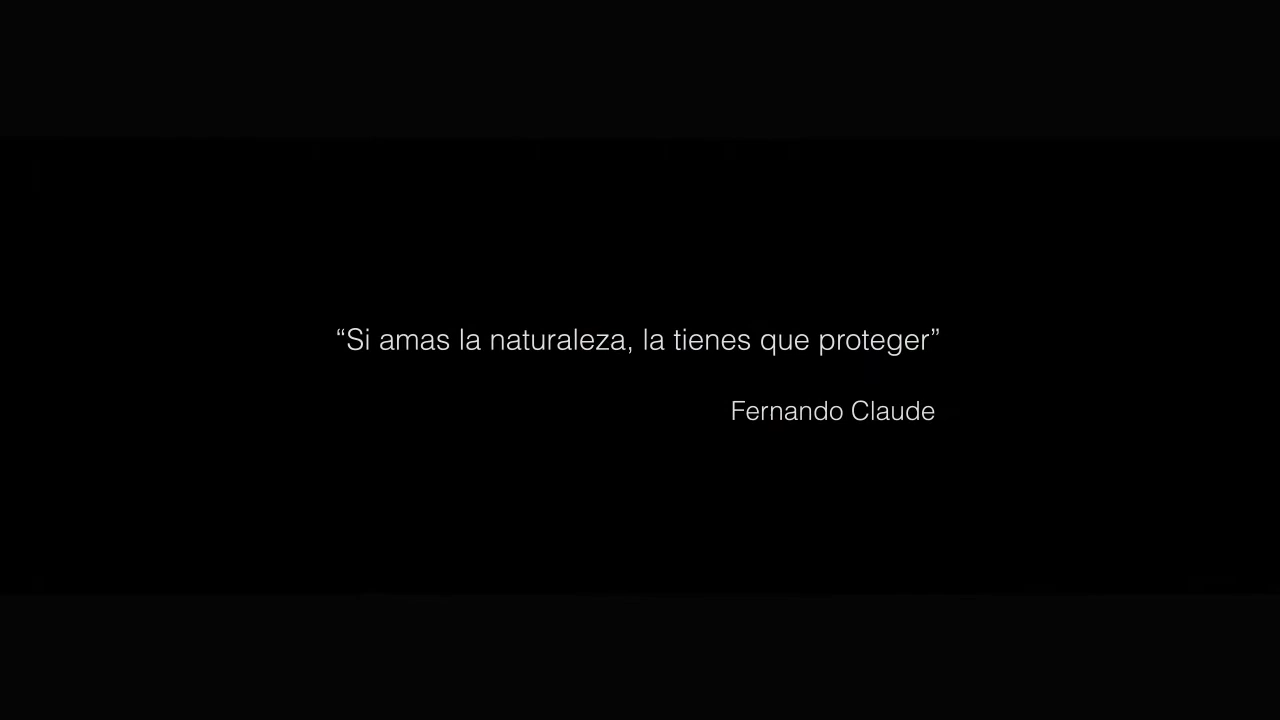 “Si amas la naturaleza, la tienes que proteger”
Fernando Claude